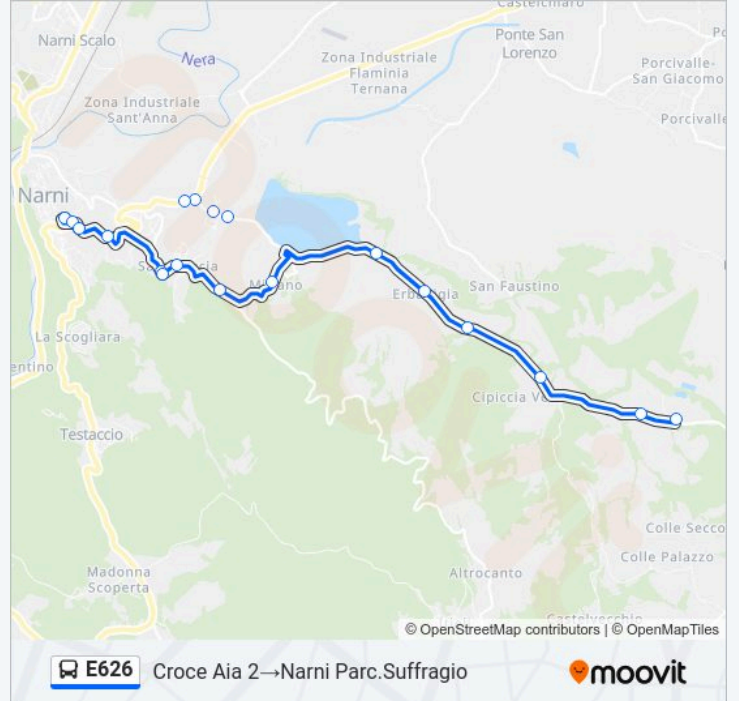 Castelchiaro
Narni Scalo
Ponte San
Lorenzo
Nera
Zona Industriale
Flaminia
Ternana
Porcivalle-
San Giacomo
Zona Industriale
Sant'Anna
Porcivalle
Narni
San Faustino
La Scogliara
Cipiccia Ve
Testaccio
Colle Secco
Colle Palazzo
Madonna
Scoperta
Altrocanto
Castelvecchio
© OpenStreetMap contributors | © OpenMapTiles
E626 Croce Aia 2→Narni Parc.Suffragio
moovit